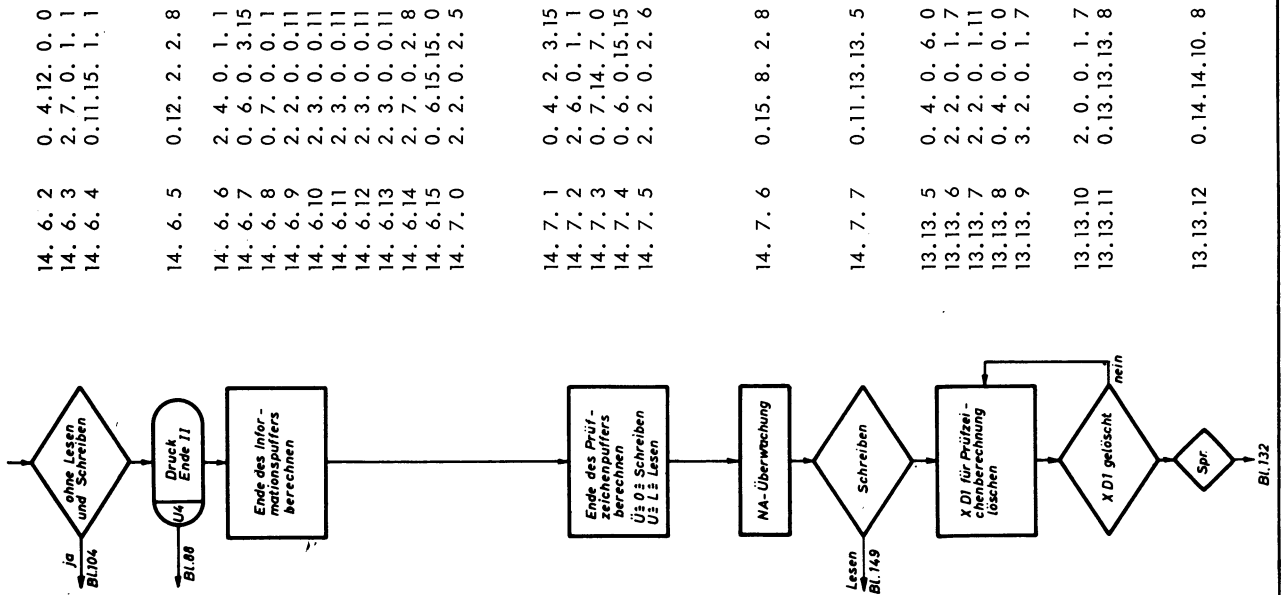 ja
Bl.104
ohne Lesen
und Schreiben
Bl.88
U4
Druck
Ende II
Ende des Infor-
mationspuffers
berechnen
Ende des Prüf-
zeichenpuffers
berechnen
Ü ≙ 0 ≙ Schreiben
U ≙ L ≙ Lesen
NA-Überwachung
Lesen
Bl.149
Schreiben
X D1 für Prüfzei-
chenberechnung
löschen
X D1 gelöscht
nein
Spr.
Bl.132
14. 6. 2 0. 4.12. 0. 0
14. 6. 3 2. 7. 0. 1. 1
14. 6. 4 0.11.15. 1. 1
14. 6. 5 0.12. 2. 2. 8
14. 6. 6 2. 4. 0. 1. 1
14. 6. 7 0. 6. 0. 3.15
14. 6. 8 0. 7. 0. 0. 1
14. 6. 9 2. 2. 0. 0.11
14. 6.10 2. 3. 0. 0.11
14. 6.11 2. 3. 0. 0.11
14. 6.12 2. 3. 0. 0.11
14. 6.13 2. 3. 0. 0.11
14. 6.14 2. 7. 0. 2. 8
14. 6.15 0. 6.15.15. 0
14. 7. 0 2. 2. 0. 2. 5
14. 7. 1 0. 4. 2. 3.15
14. 7. 2 2. 6. 0. 1. 1
14. 7. 3 0. 7.14. 7. 0
14. 7. 4 0. 6. 0.15.15
14. 7. 5 2. 2. 0. 2. 6
14. 7. 6 0.15. 8. 2. 8
14. 7. 7 0.11.13.13. 5
13.13. 5 0. 4. 0. 6. 0
13.13. 6 2. 2. 0. 1. 7
13.13. 7 2. 2. 0. 1.11
13.13. 8 0. 4. 0. 0. 0
13.13. 9 3. 2. 0. 1. 7
13.13.10 2. 0. 0. 1. 7
13.13.11 0.13.13.13. 8
13.13.12 0.14.14.10. 8